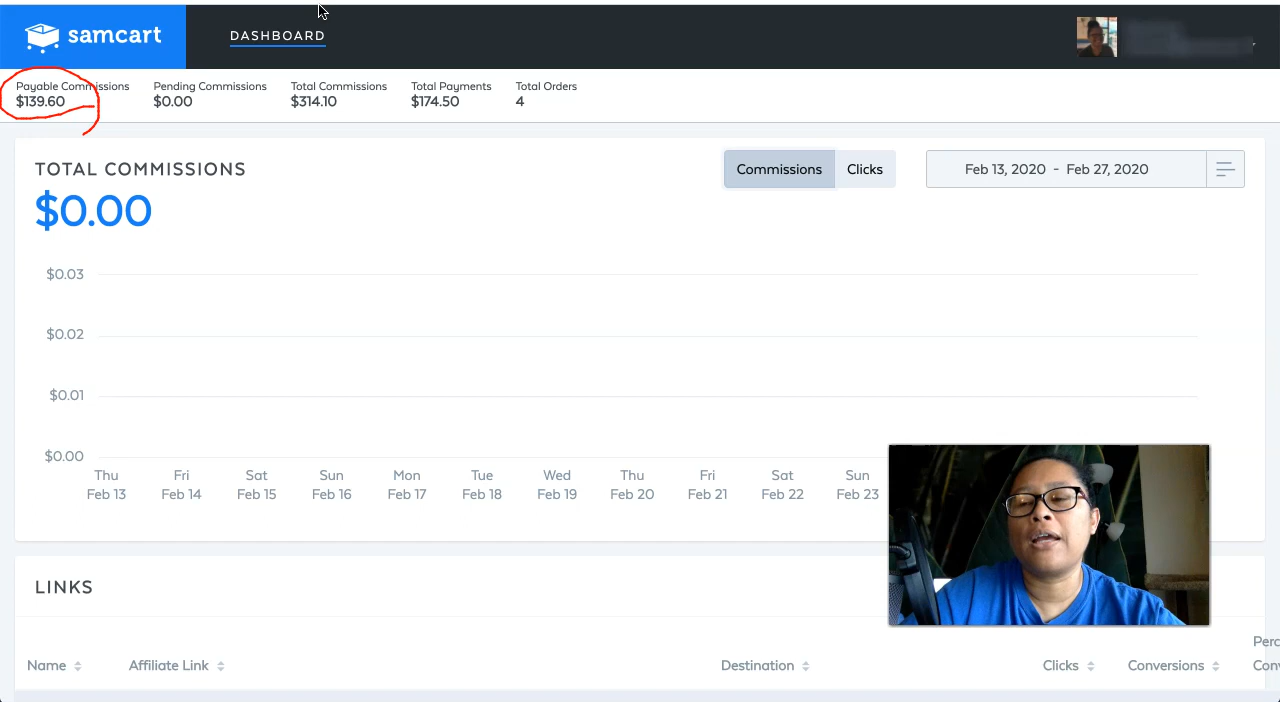 samcart
DASHBOARD
Payable Commissions Pending Commissions Total Commissions Total Payments Total Orders
$139.60 $0.00 $314.10 $174.50 4
TOTAL COMMISSIONS Commissions Clicks Feb 13, 2020 - Feb 27, 2020
$0.00
$0.03
$0.02
$0.01
$0.00
Thu Fri Sat Sun Mon Tue Wed Thu Fri Sat Sun
Feb 13 Feb 14 Feb 15 Feb 16 Feb 17 Feb 18 Feb 19 Feb 20 Feb 21 Feb 22 Feb 23
LINKS
Name Affiliate Link Destination Clicks Conversions